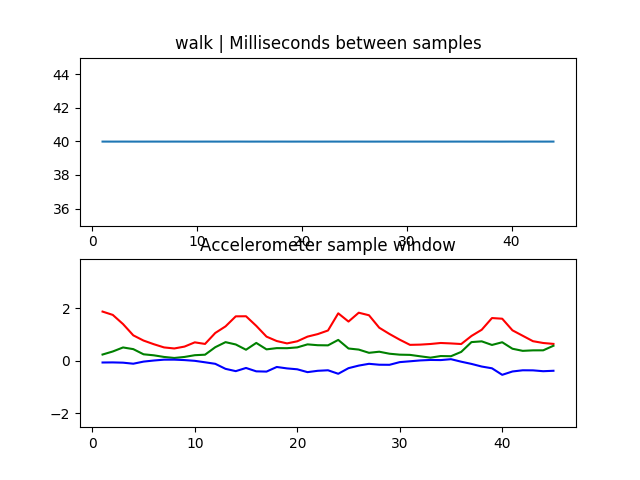 walk | Milliseconds between samples
44
42
40
38
36
0 10 20 30 40
Accelerometer sample window
2
0
−2
0 10 20 30 40